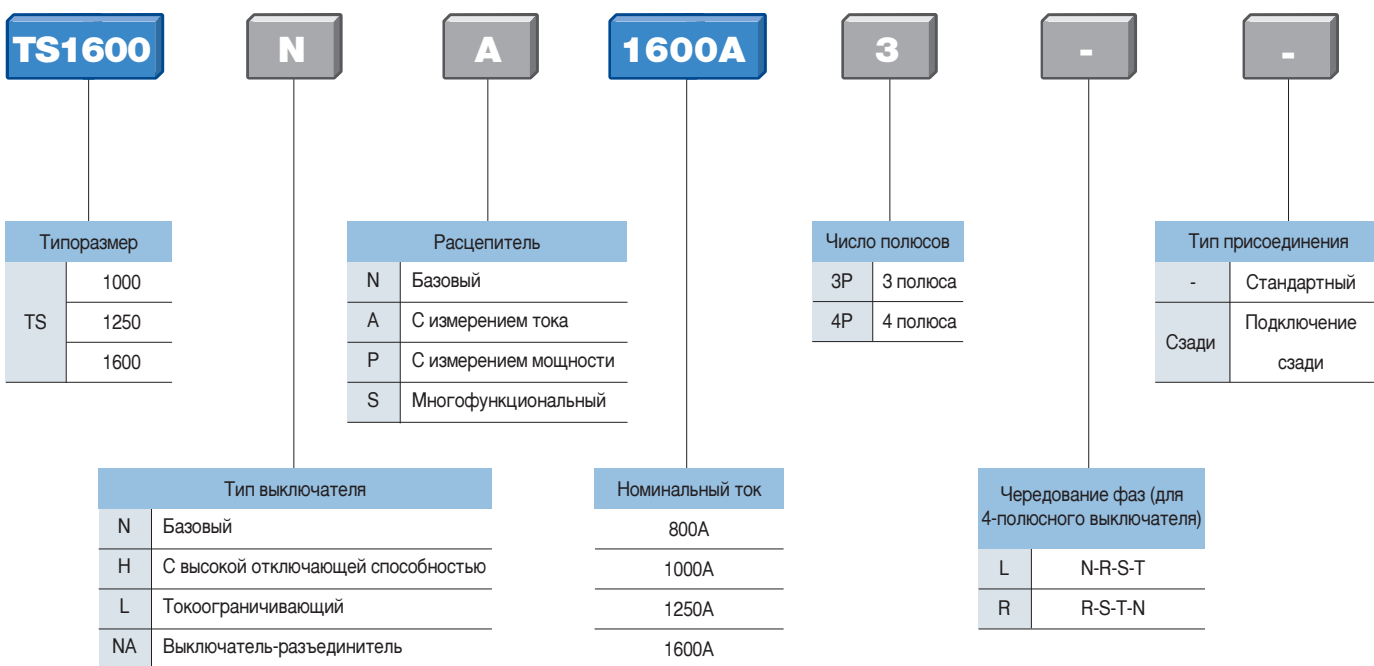 TS1600 N A 1600A 3 - -
Типоразмер
TS
1000
1250
1600
Расцепитель
N Базовый
A С измерением тока
P С измерением мощности
S Многофункциональный
Число полюсов
3P 3 полюса
4P 4 полюса
Тип присоединения
- Стандартный
Сзади
Подключение
сзади
Тип выключателя
N Базовый
H С высокой отключающей способностью
L Токоограничивающий
NA Выключатель-разъединитель
Номинальный ток
800A
1000A
1250A
1600A
Чередование фаз (для
4-полюсного выключателя)
L N-R-S-T
R R-S-T-N